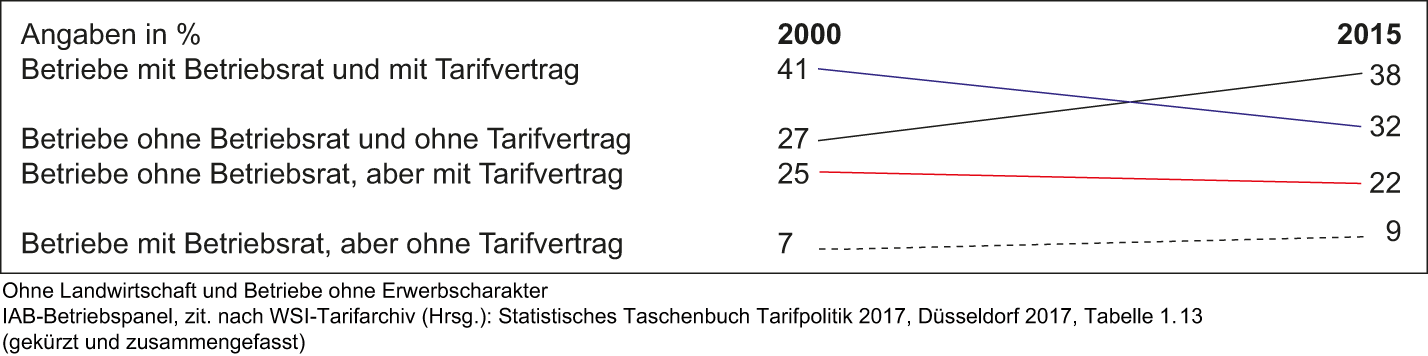 Angaben in % 2000 2015
Betriebe mit Betriebsrat und mit Tarifvertrag 41 38
Betriebe ohne Betriebsrat und ohne Tarifvertrag 27 32
Betriebe ohne Betriebsrat, aber mit Tarifvertrag 25 22
Betriebe mit Betriebsrat, aber ohne Tarifvertrag 7 9
Ohne Landwirtschaft und Betriebe ohne Erwerbscharakter
IAB-Betriebspanel, zit. nach WSI-Tarifarchiv (Hrsg.): Statistisches Taschenbuch Tarifpolitik 2017, Düsseldorf 2017, Tabelle 1.13
(gekürzt und zusammengefasst)